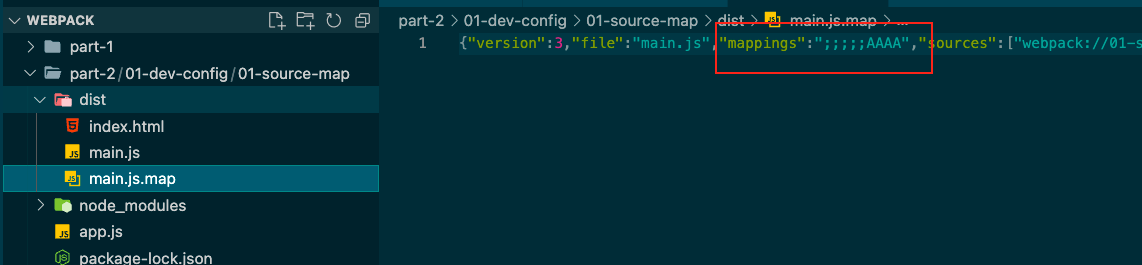 WEBPACK
part-1
part-2/01-dev-config/01-source-map
dist
index.html
main.js
main.js.map
node_modules
app.js
package-lock.json
part-2 > 01-dev-config > 01-source-map > dist > main.js.map > ...
1 {"version":3,"file":"main.js","mappings":";;;;;AAAA","sources":["webpack://01-s